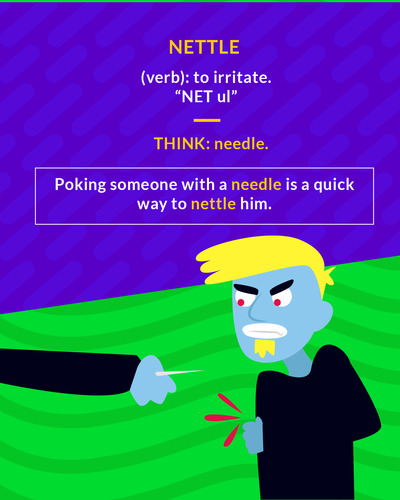 NETTLE
(verb): to irritate.
“NET ul”
THINK: needle.
Poking someone with a needle is a quick
way to nettle him.